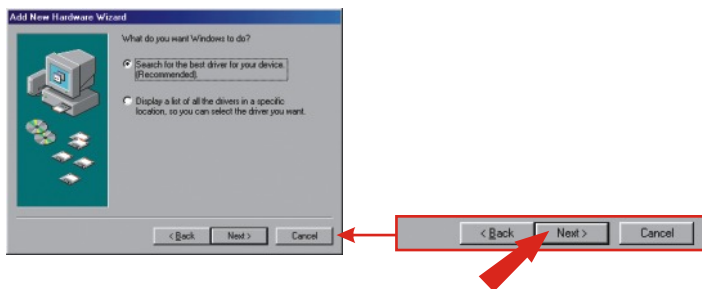 Add New Hardware Wizard
What do you want Windows to do?
Search for the best driver for your device.
(Recommended).
Display a list of all the drivers in a specific
location, so you can select the driver you want.
< Back Next > Cancel
< Back Next > Cancel